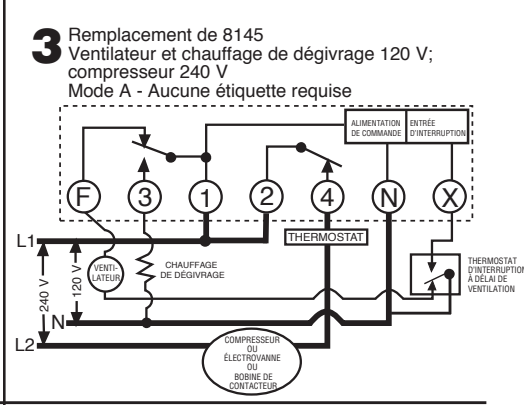 3 Remplacement de 8145
Ventilateur et chauffage de dégivrage 120 V;
compresseur 240 V
Mode A - Aucune étiquette requise
ALIMENTATION
DE COMMANDE
ENTRÉE
D'INTERRUPTION
F 3 1 2 4 N X
L1
THERMOSTAT
VENTI-
LATEUR
CHAUFFAGE
DE DÉGIVRAGE
THERMOSTAT
D'INTERRUPTION
À DÉLAI DE
VENTILATION
240 V
120 V
N
L2
COMPRESSEUR
OU
ÉLECTROVANNE
OU
BOBINE DE
CONTACTEUR